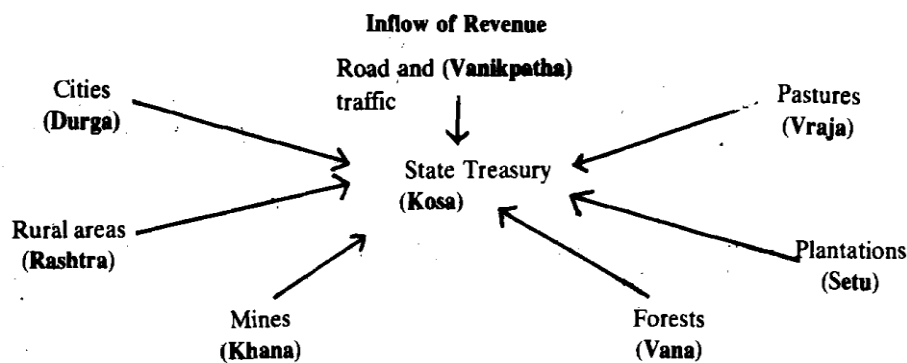 Inflow of Revenue
Road and (Vanikpatha)
traffic
Cities
(Durga)
Pastures
(Vraja)
State Treasury
(Kosa)
Rural areas
(Rashtra)
Plantations
(Setu)
Mines
(Khana)
Forests
(Vana)